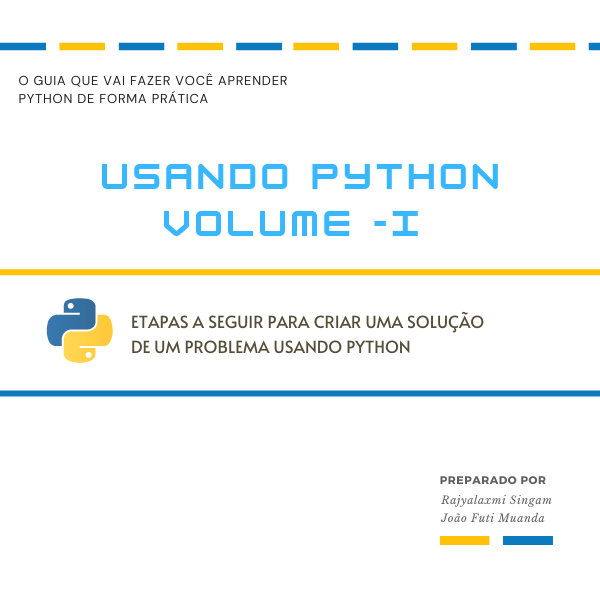 O GUIA QUE VAI FAZER VOCÊ APRENDER
PYTHON DE FORMA PRÁTICA
USANDO PYTHON
VOLUME -I
ETAPAS A SEGUIR PARA CRIAR UMA SOLUÇÃO
DE UM PROBLEMA USANDO PYTHON
PREPARADO POR
Rajyalaxmi Singam
João Futi Muanda